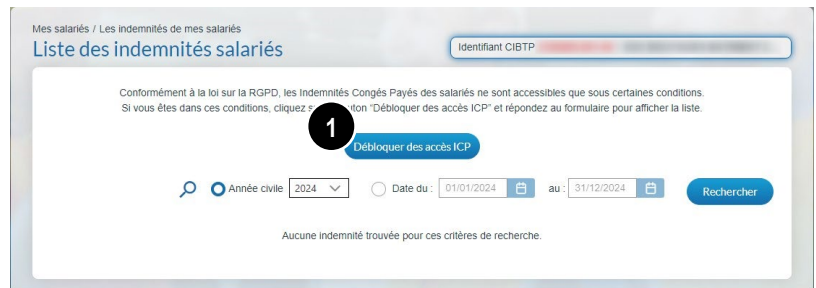 Mes salariés / Les indemnités de mes salariés
Liste des indemnités salariés
Identifiant CIBTP
Conformément à la loi sur la RGPD, les Indemnités Congés Payés des salariés ne sont accessibles que sous certaines conditions.
Si vous êtes dans ces conditions, cliquez "Débloquer des accès ICP" et répondez au formulaire pour afficher la liste.
1
Débloquer des accès ICP
Année civile 2024 Date du : 01/01/2024 au : 31/12/2024 Rechercher
Aucune indemnité trouvée pour ces critères de recherche.